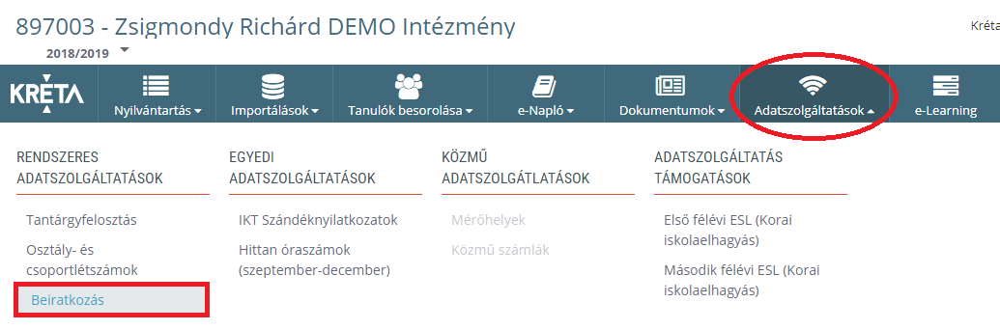 897003 - Zsigmondy Richárd DEMO Intézmény
Kréta
2018/2019
KRÉTA
Nyilvántartás
Importálások
Tanulók besorolása
e-Napló
Dokumentumok
Adatszolgáltatások
e-Learning
RENDSZERES
ADATSZOLGÁLTATÁSOK
Tantárgyfelosztás
Osztály- és
csoportlétszámok
Beiratkozás
EGYEDI
ADATSZOLGÁLTATÁSOK
IKT Szándéknyilatkozatok
Hittan óraszámok
(szeptember-december)
KÖZMŰ
ADATSZOLGÁTLATÁSOK
Mérőhelyek
Közmű számlák
ADATSZOLGÁLTATÁS
TÁMOGATÁSOK
Első félévi ESL (Korai
iskolaelhagyás)
Második félévi ESL (Korai
iskolaelhagyás)